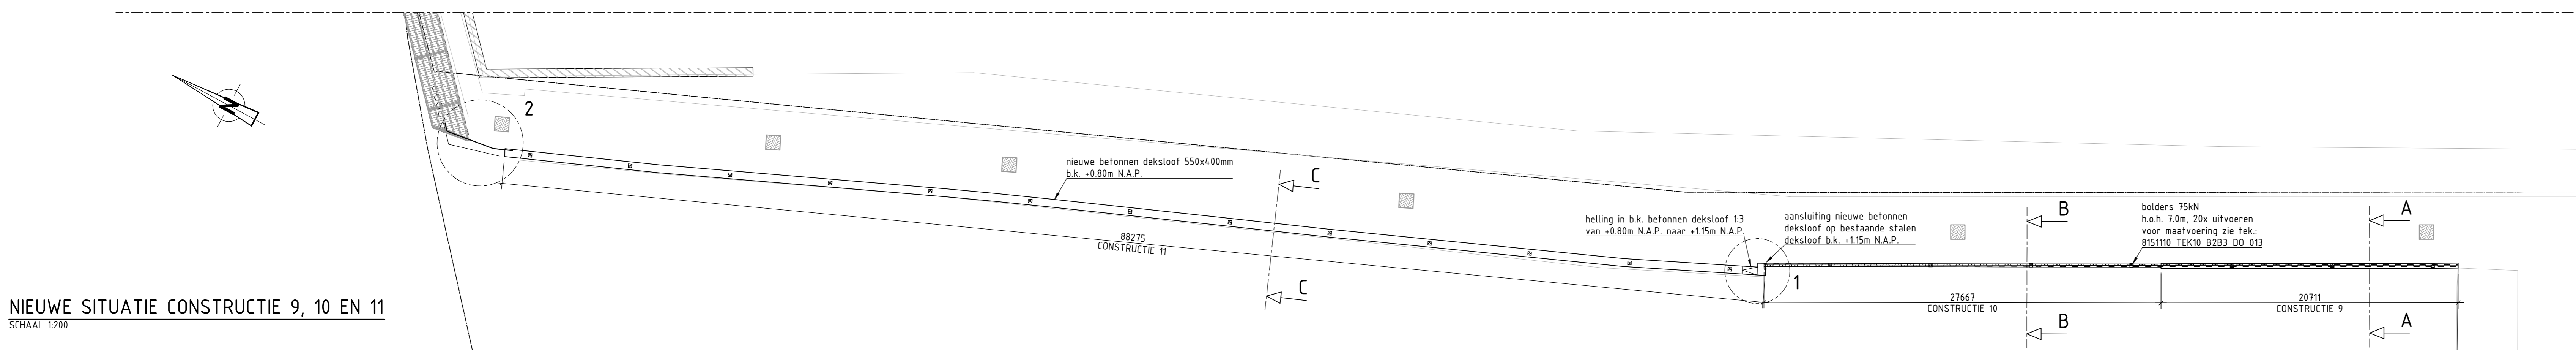 N
2
nieuwe betonnen deksloof 550x400mm
b.k. +0.80m N.A.P.
C
88275
CONSTRUCTIE 11
C
helling in b.k. betonnen deksloof 1:3
van +0.80m N.A.P. naar +1.15m N.A.P.
aansluiting nieuwe betonnen
deksloof op bestaande stalen
deksloof b.k. +1.15m N.A.P.
1
B
bolders 75kN
h.o.h. 7.0m, 20x uitvoeren
voor maatvoering zie tek.:
8151110-TEK10-B2B3-DO-013
A
27667
CONSTRUCTIE 10
20711
CONSTRUCTIE 9
B
A
NIEUWE SITUATIE CONSTRUCTIE 9, 10 EN 11
SCHAAL 1:200